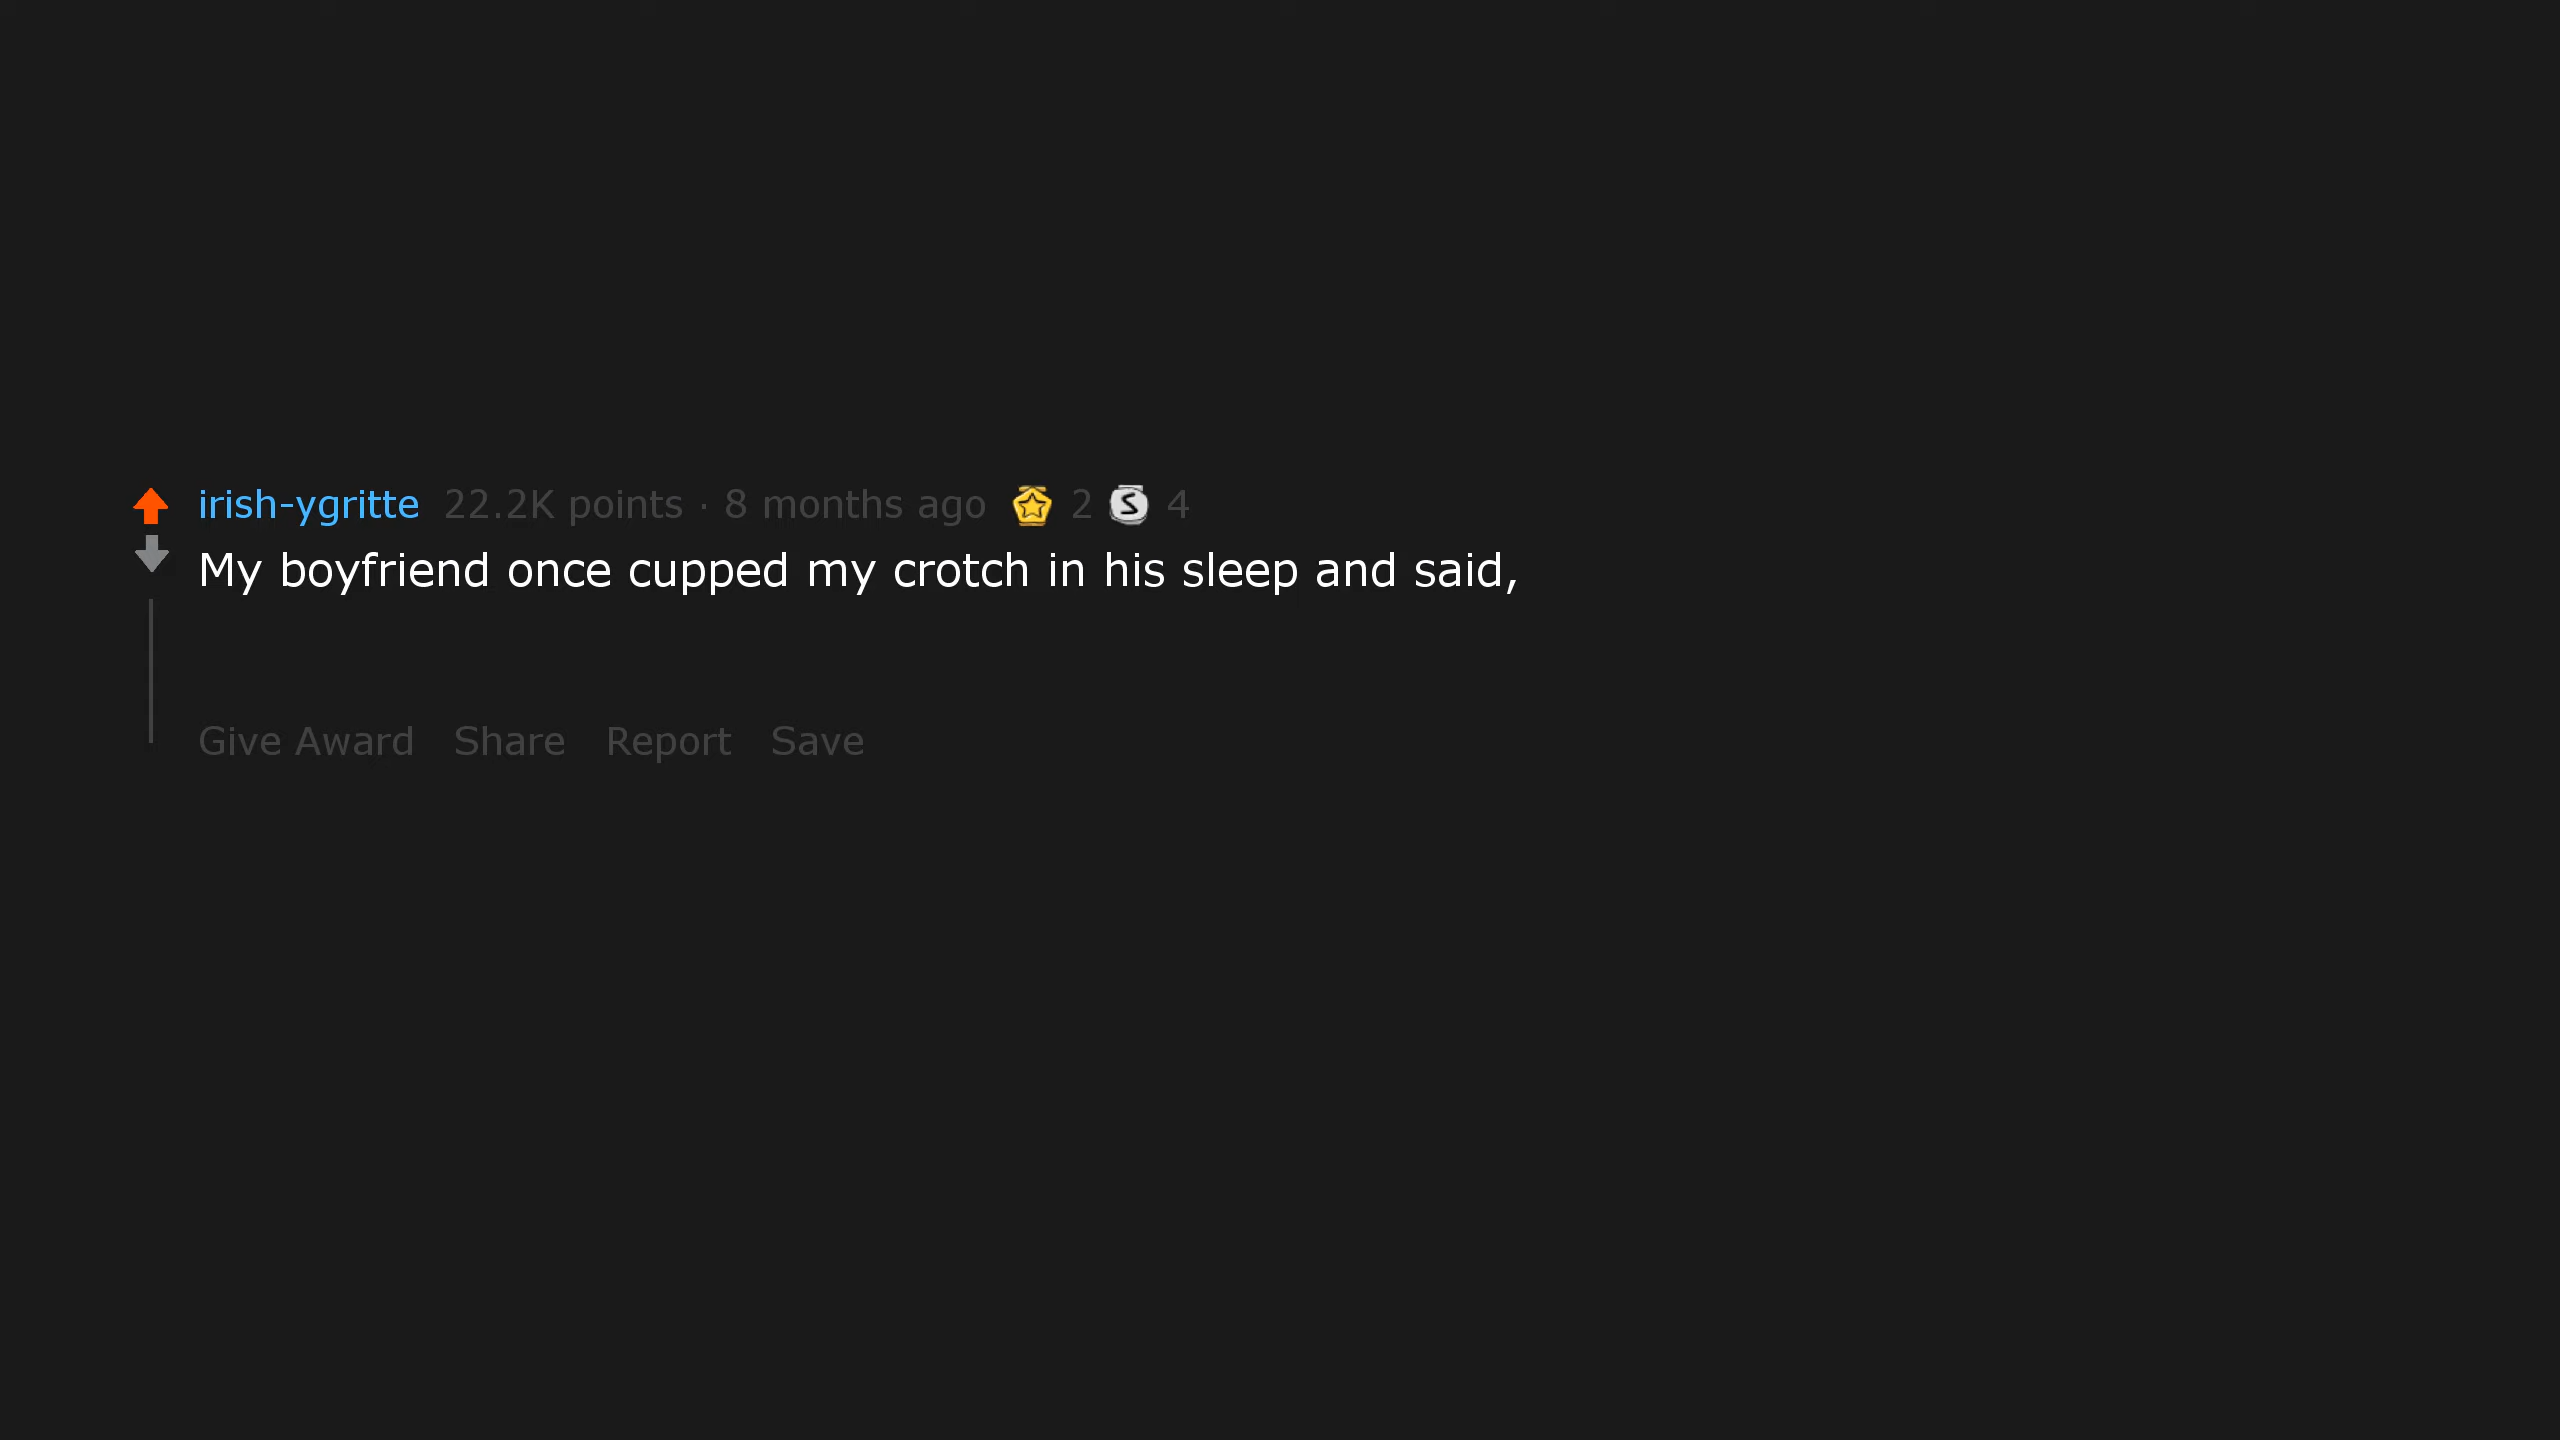 irish-ygritte 22.2K points · 8 months ago 2 S 4
My boyfriend once cupped my crotch in his sleep and said,
Give Award Share Report Save